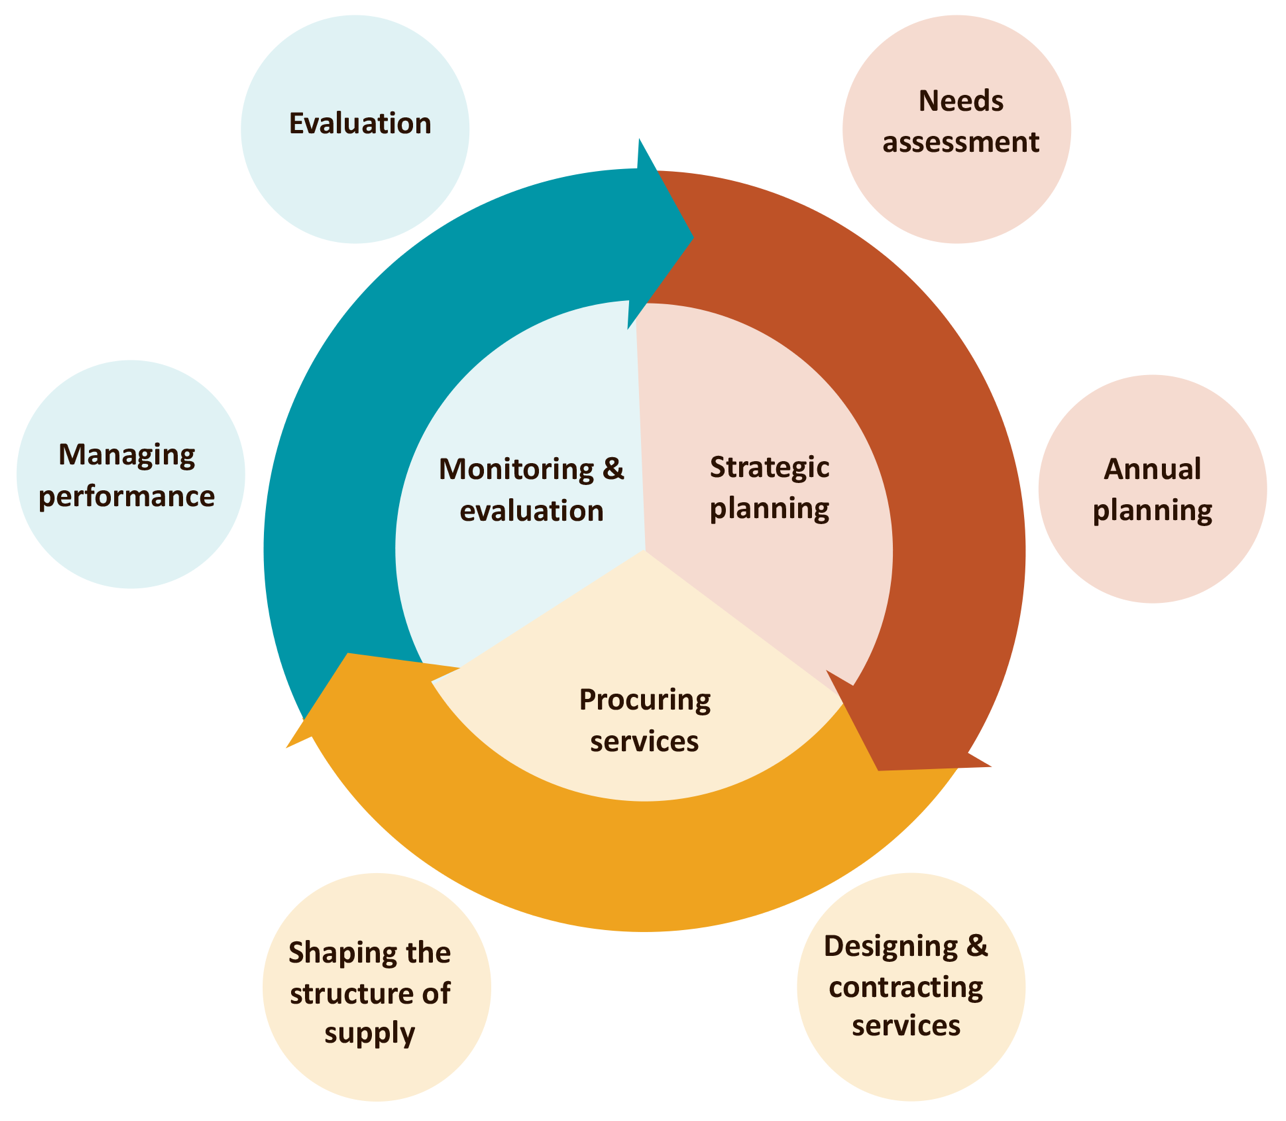 Evaluation
Needs
assessment
Managing
performance
Monitoring &
evaluation
Strategic
planning
Annual
planning
Procuring
services
Shaping the
structure of
supply
Designing &
contracting
services